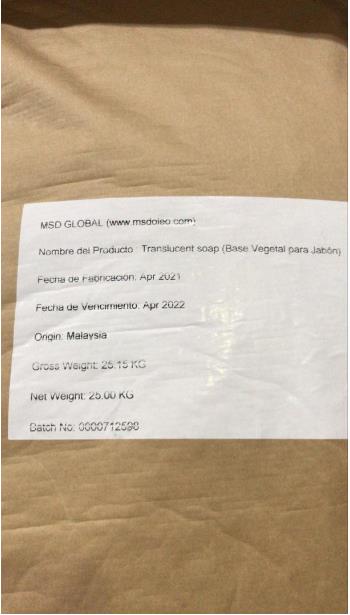 MSD GLOBAL (www.msdoleo.com)
Nombre del Producto : Translucent soap (Base Vegetal para Jabón)
Fecha de Fabricación: Apr 2021
Fecha de Vencimiento: Apr 2022
Origin: Malaysia
Gross Weight: 25.15 KG
Net Weight: 25.00 KG
Batch No: 0000712598